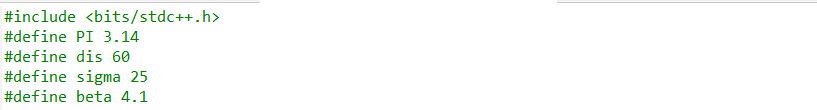 #include <bits/stdc++.h>
#define PI 3.14
#define dis 60
#define sigma 25
#define beta 4.1